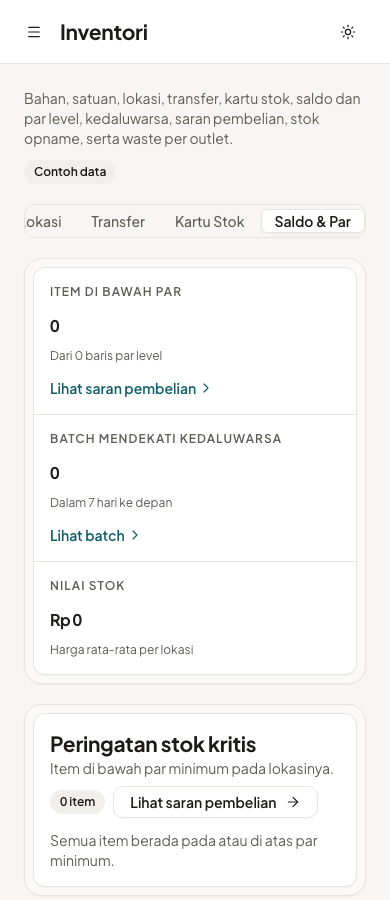 Inventori
Bahan, satuan, lokasi, transfer, kartu stok, saldo dan
par level, kedaluwarsa, saran pembelian, stok
opname, serta waste per outlet.
Contoh data
okasi Transfer Kartu Stok Saldo & Par
ITEM DI BAWAH PAR
0
Dari 0 baris par level
Lihat saran pembelian
BATCH MENDEKATI KEDALUWARSA
0
Dalam 7 hari ke depan
Lihat batch
NILAI STOK
Rp 0
Harga rata-rata per lokasi
Peringatan stok kritis
Item di bawah par minimum pada lokasinya.
0 item
Lihat saran pembelian
Semua item berada pada atau di atas par
minimum.